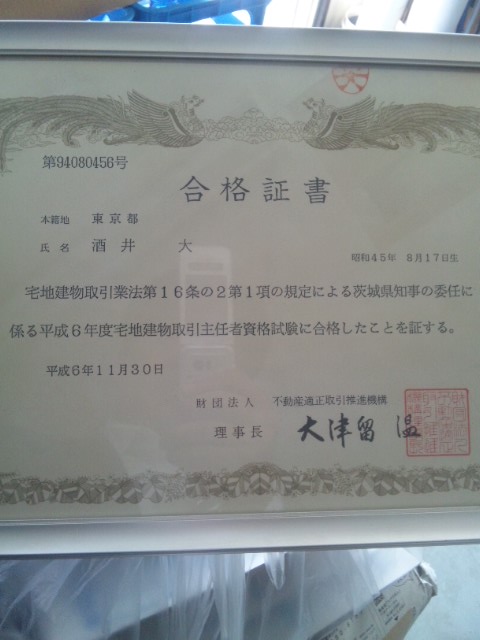 第94080456号
合格証書
本籍地 東京都
氏名 酒井 大
昭和45年 8月17日生
宅地建物取引業法第16条の2第1項の規定による茨城県知事の委任に
係る平成6年度宅地建物取引主任者資格試験に合格したことを証する。
平成6年11月30日
財団法人 不動産適正取引推進機構
理事長 大津留 温